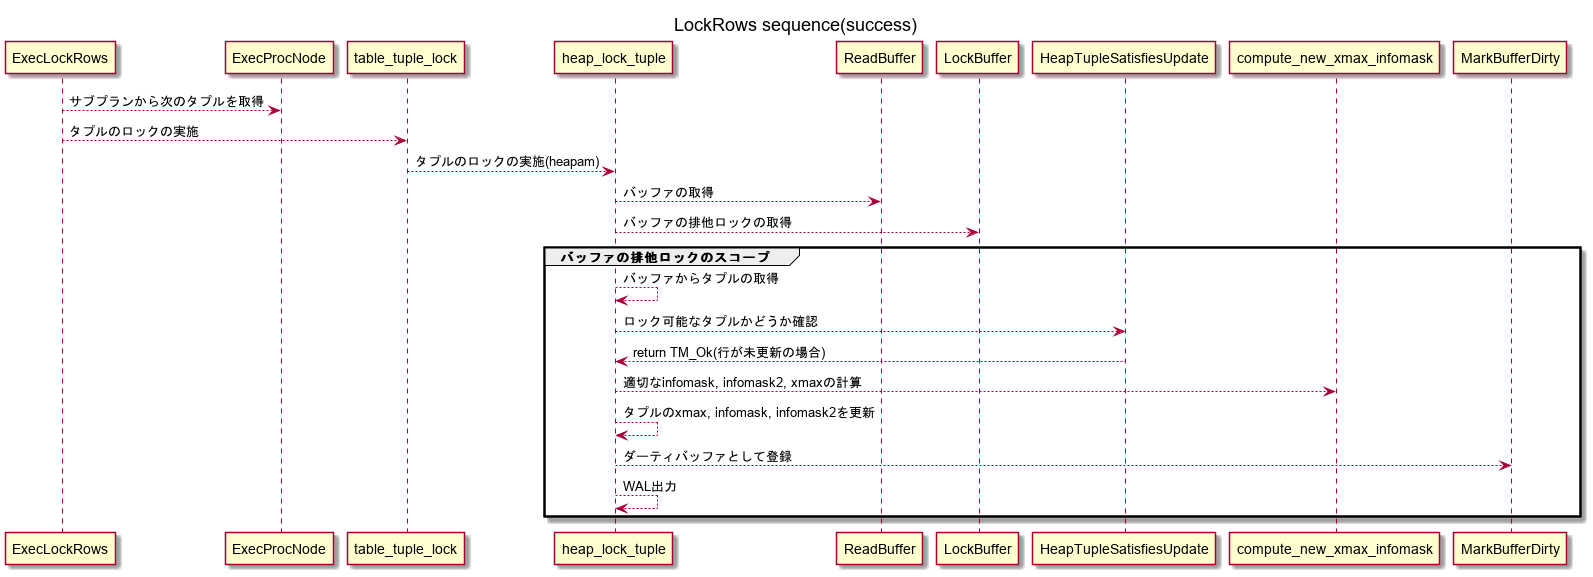 LockRows sequence(success)
ExecLockRows ExecProcNode table_tuple_lock heap_lock_tuple ReadBuffer LockBuffer HeapTupleSatisfiesUpdate compute_new_xmax_infomask MarkBufferDirty
サブプランから次のタプルを取得
タプルのロックの実施
タプルのロックの実施(heapam)
バッファの取得
バッファの排他ロックの取得
バッファの排他ロックのスコープ
バッファからタプルの取得
ロック可能なタプルかどうか確認
return TM_Ok(行が未更新の場合)
適切なinfomask, infomask2, xmaxの計算
タプルのxmax, infomask, infomask2を更新
ダーティバッファとして登録
WAL出力
ExecLockRows ExecProcNode table_tuple_lock heap_lock_tuple ReadBuffer LockBuffer HeapTupleSatisfiesUpdate compute_new_xmax_infomask MarkBufferDirty